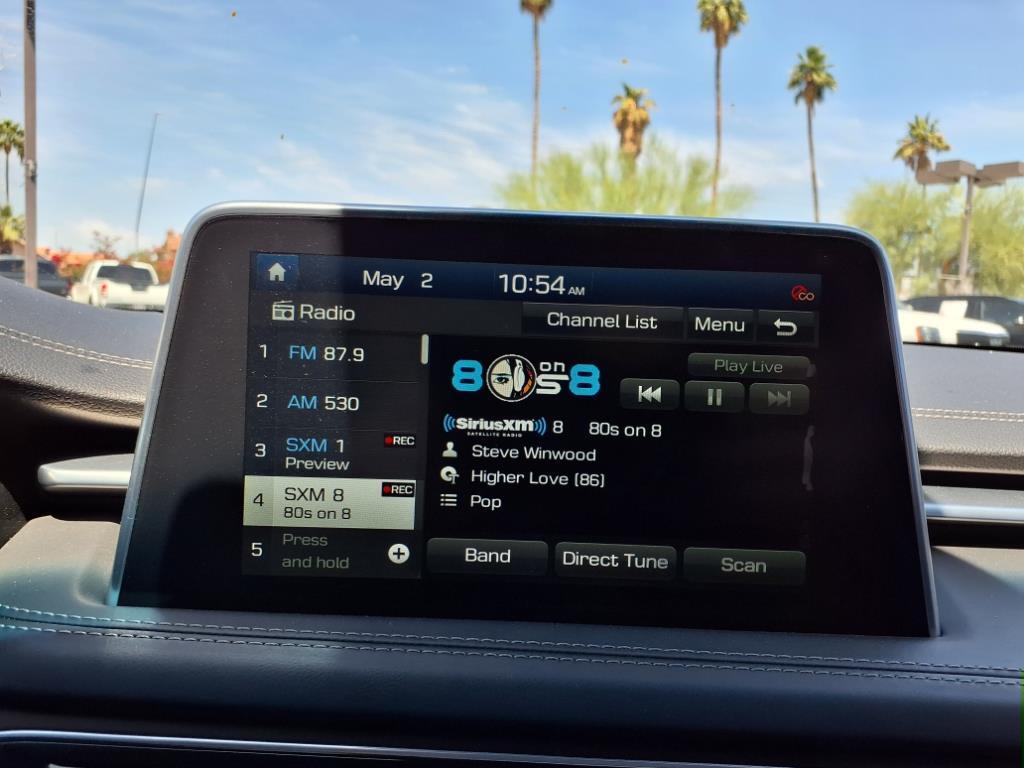 May 2 10:54 AM
Radio
Channel List Menu
1 FM 87.9
2 AM 530
3 SXM 1 REC
Preview
4 SXM 8 REC
80s on 8
5 Press
and hold
80s on 8
Play Live
SiriusXM 8 80s on 8
SATELLITE RADIO
Steve Winwood
Higher Love (86)
Pop
Band Direct Tune Scan